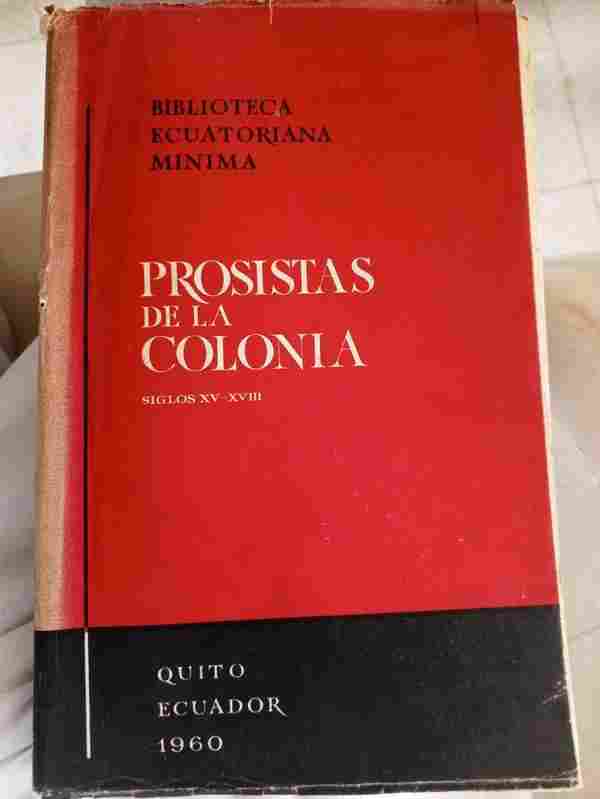 BIBLIOTECA
ECUATORIANA
MINIMA
PROSISTAS
DE LA
COLONIA
SIGLOS XV-XVIII
QUITO
ECUADOR
1960